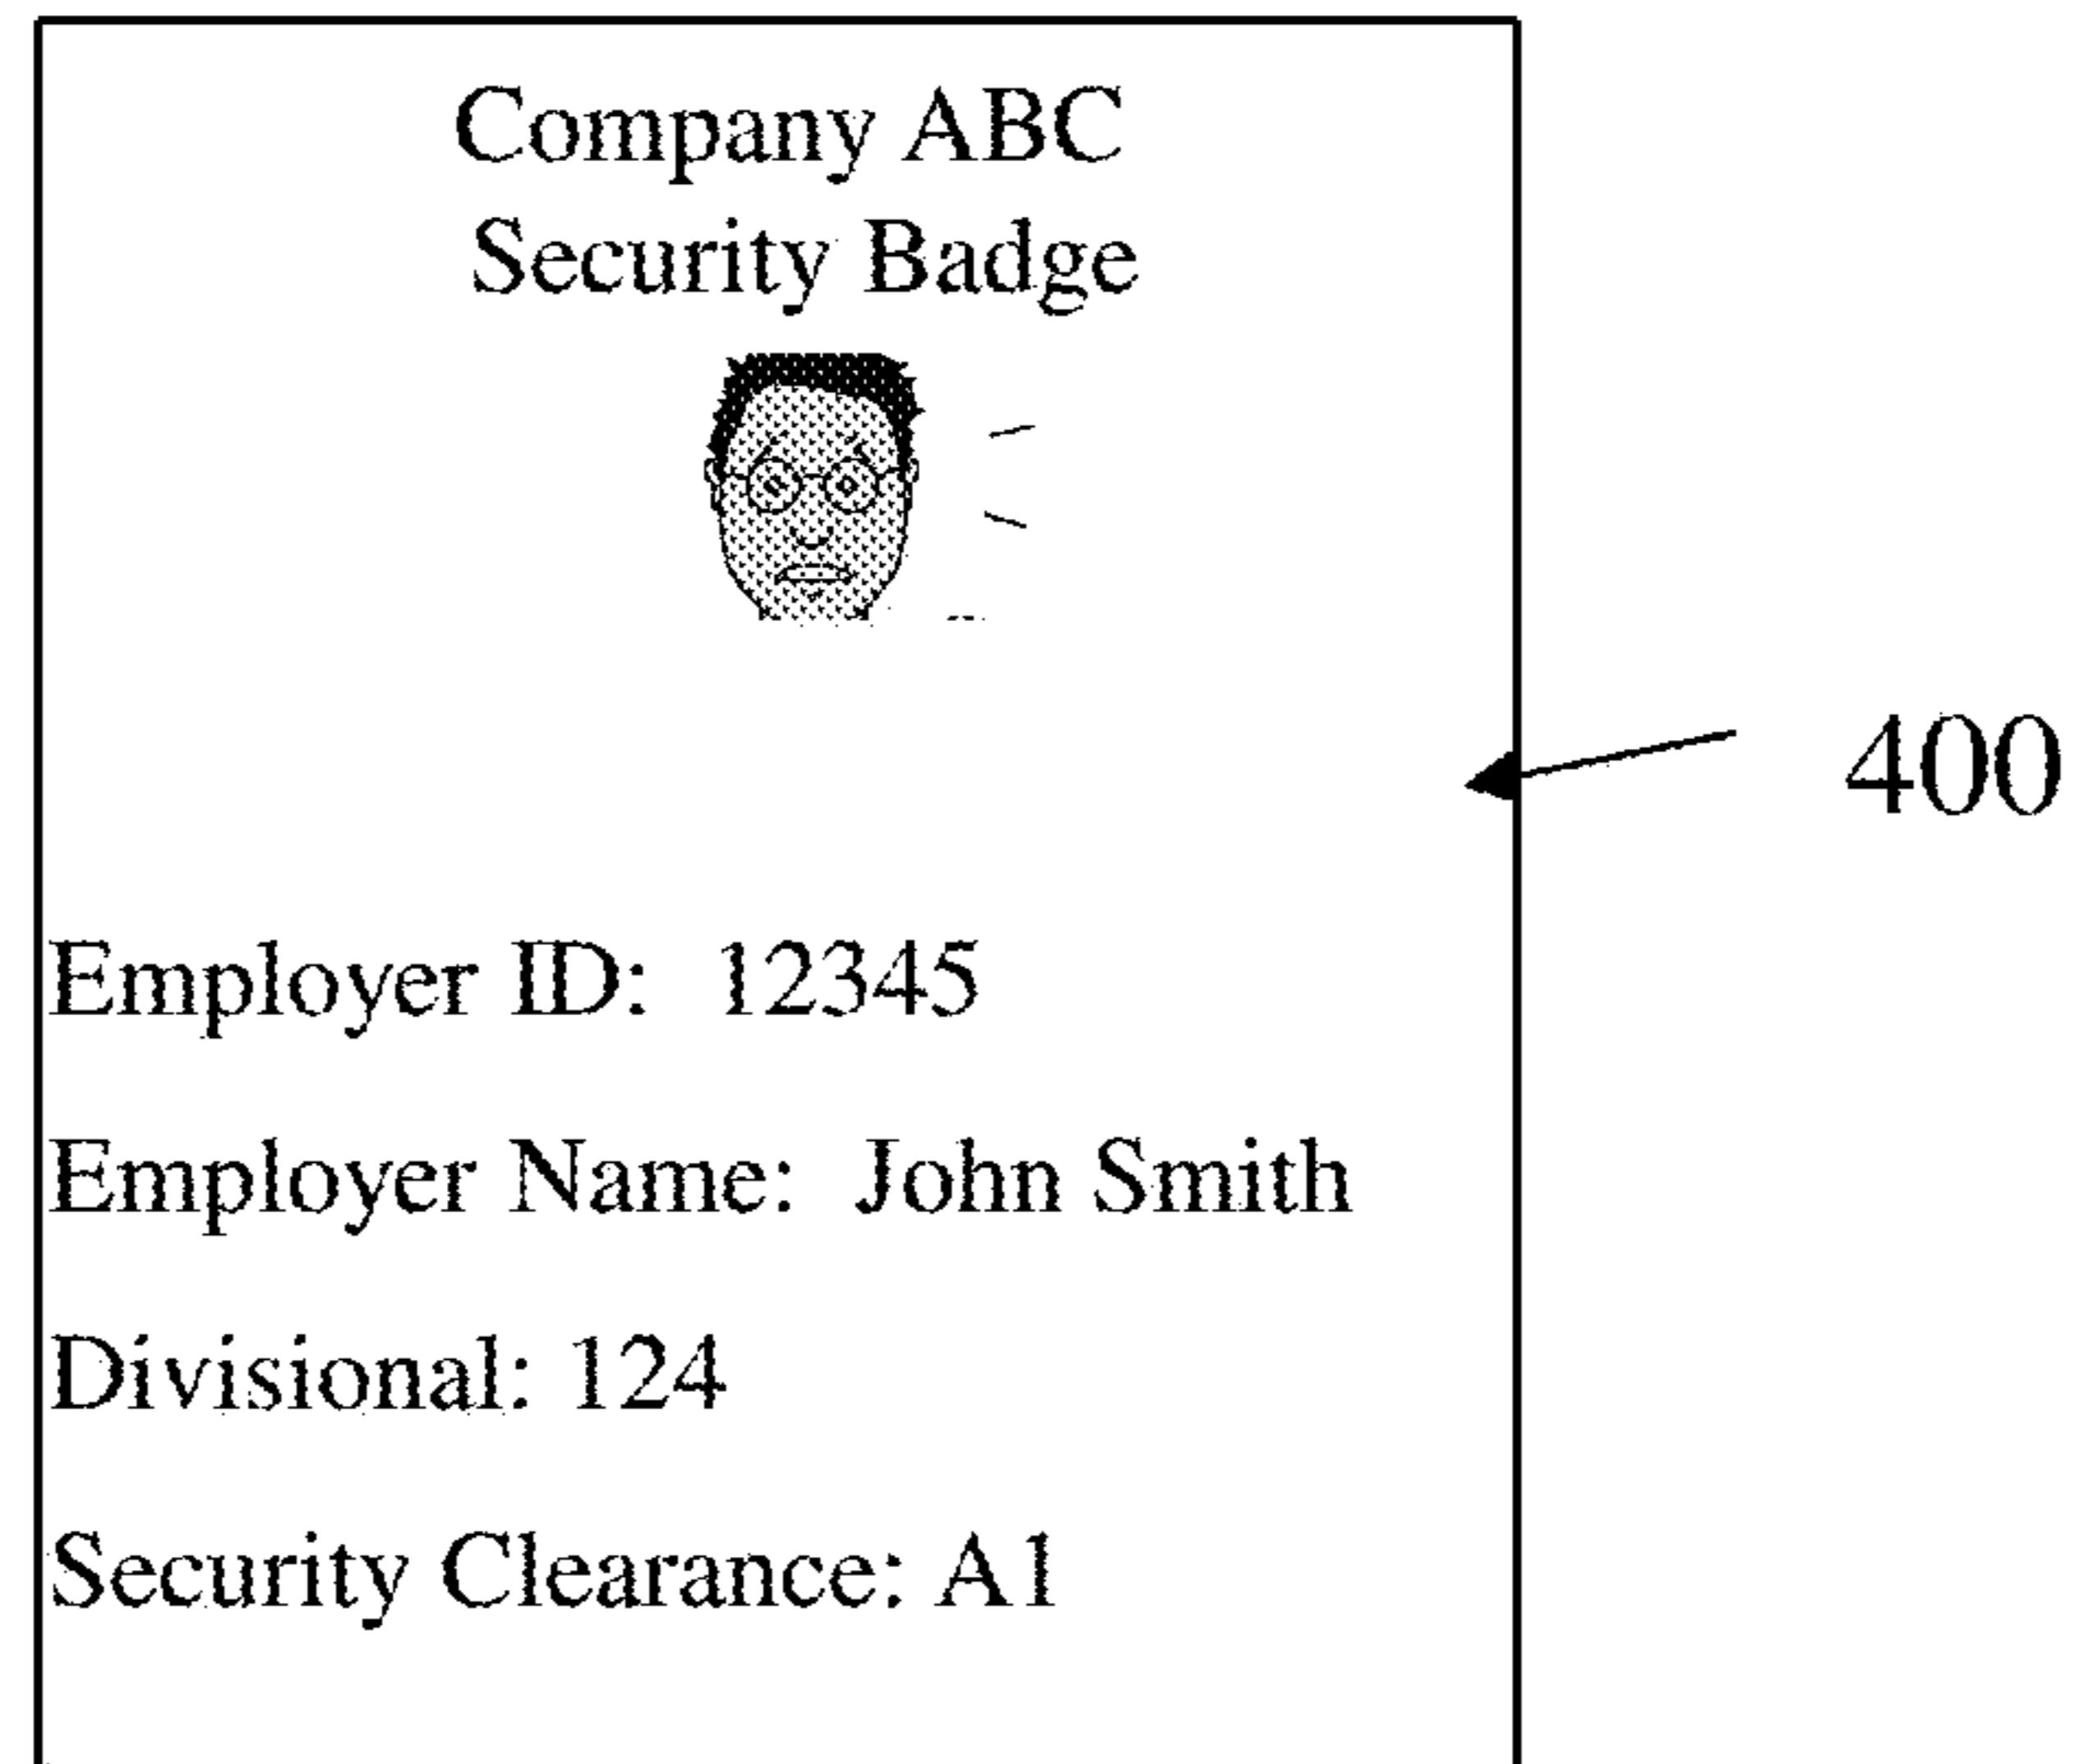 Company ABC
Security Badge
400
Employer ID: 12345
Employer Name: John Smith
Divisional: 124
Security Clearance: A1